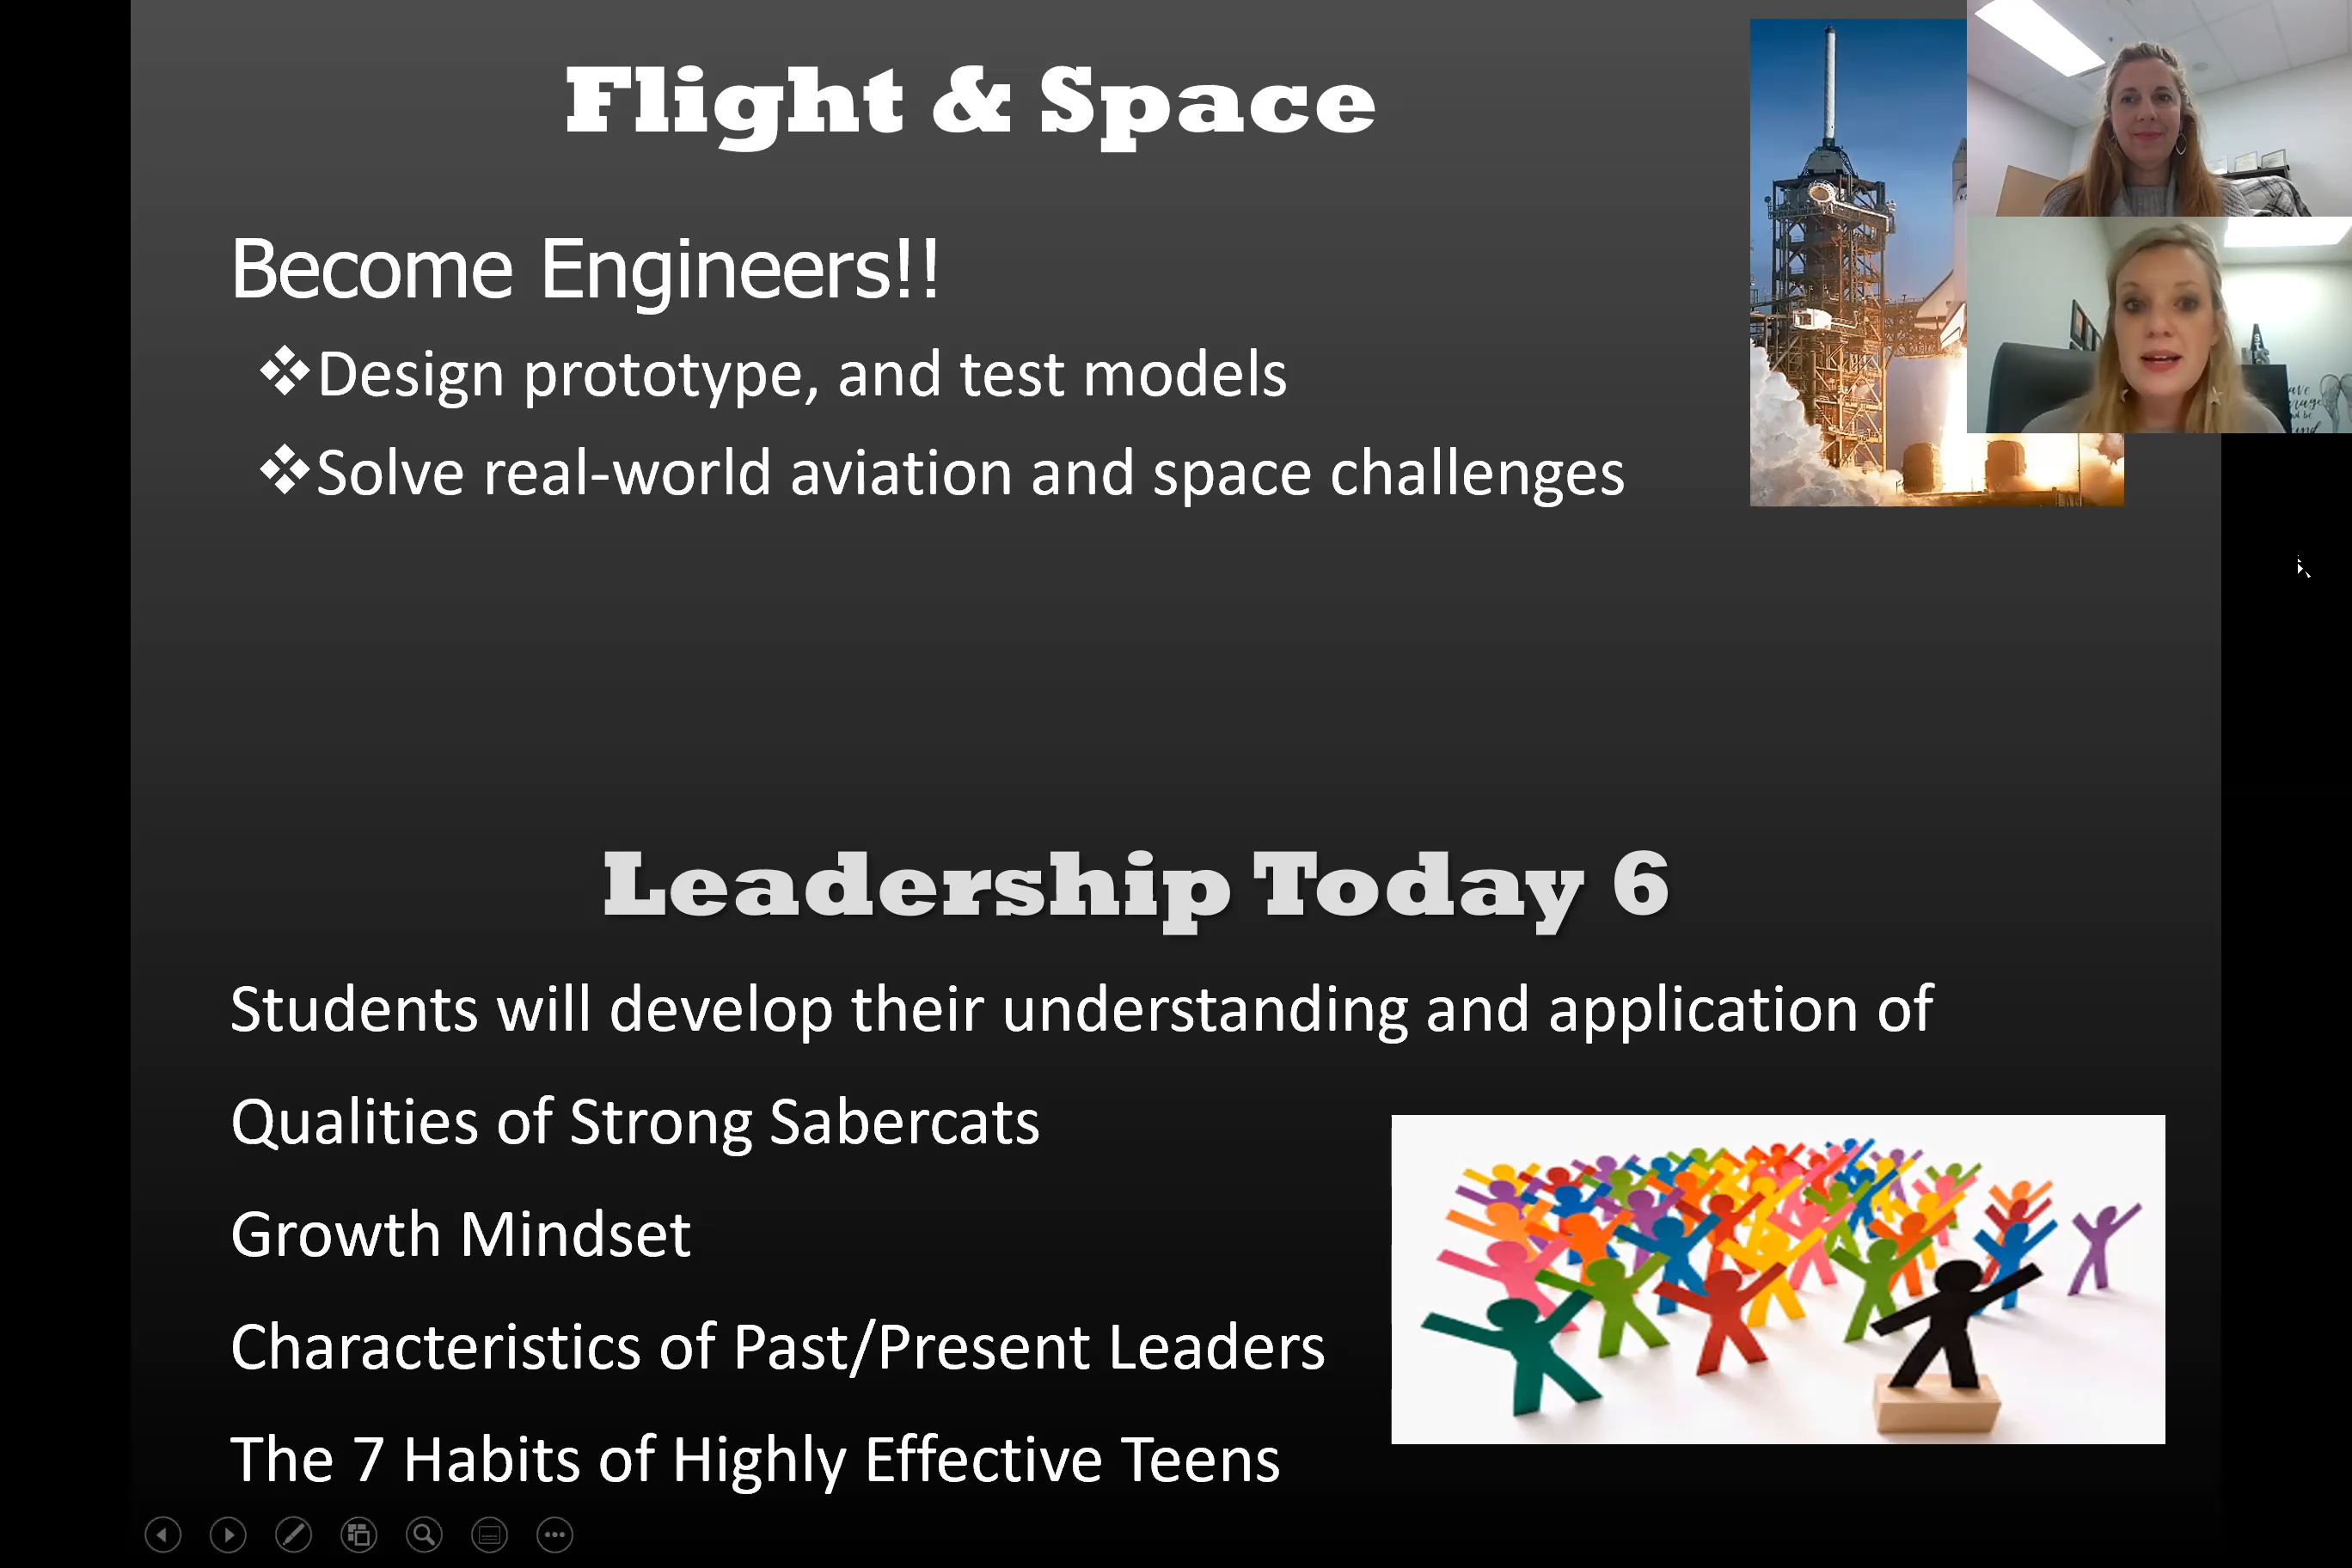 Flight & Space
Become Engineers!!
❖Design prototype, and test models
❖Solve real-world aviation and space challenges
Leadership Today 6
Students will develop their understanding and application of
Qualities of Strong Sabercats
Growth Mindset
Characteristics of Past/Present Leaders
The 7 Habits of Highly Effective Teens